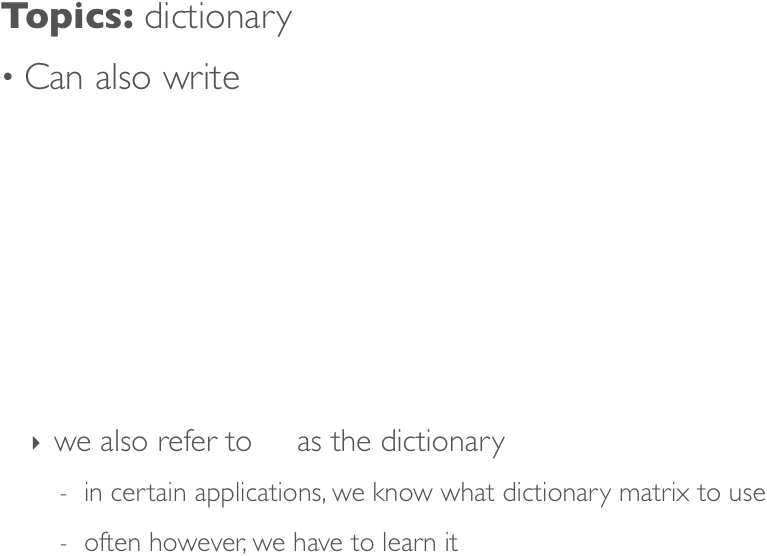 Topics: dictionary
• Can also write
‣ we also refer to as the dictionary
- in certain applications, we know what dictionary matrix to use
- often however, we have to learn it